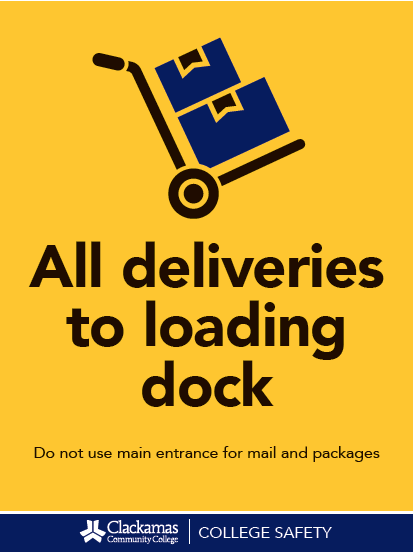 All deliveries
to loading
dock
Do not use main entrance for mail and packages
Clackamas
Community College
COLLEGE SAFETY